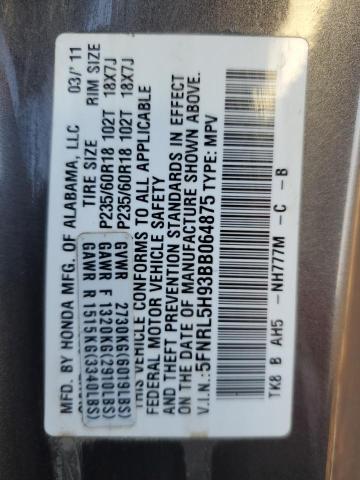 MFD. BY HONDA MFG. OF ALABAMA, LLC 03/'11
TIRE SIZE RIM SIZE
GVWR 2730KG(6019LBS)
GAWR F 1320KG(2910LBS) P235/60R18 102T 18X7J
GAWR R 1515KG(3340LBS) P235/60R18 102T 18X7J
THIS VEHICLE CONFORMS TO ALL APPLICABLE
FEDERAL MOTOR VEHICLE SAFETY
AND THEFT PREVENTION STANDARDS IN EFFECT
ON THE DATE OF MANUFACTURE SHOWN ABOVE.
V.I.N.: 5FNRL5H93BB064875 TYPE: MPV
TK8 B AH5 - NH777M - C - B